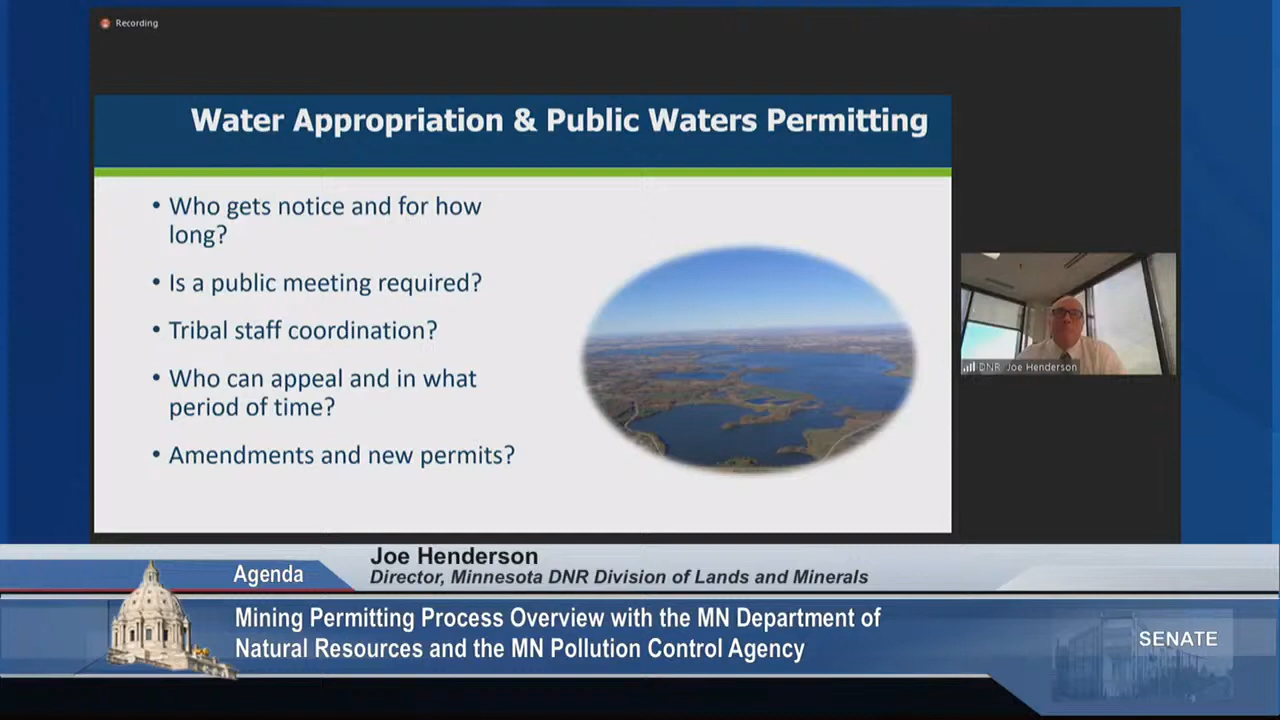 Recording
Water Appropriation & Public Waters Permitting
• Who gets notice and for how
long?
• Is a public meeting required?
• Tribal staff coordination?
• Who can appeal and in what
period of time?
• Amendments and new permits?
DNR_Joe Henderson
Joe Henderson
Director, Minnesota DNR Division of Lands and Minerals
Agenda
Mining Permitting Process Overview with the MN Department of
Natural Resources and the MN Pollution Control Agency
SENATE